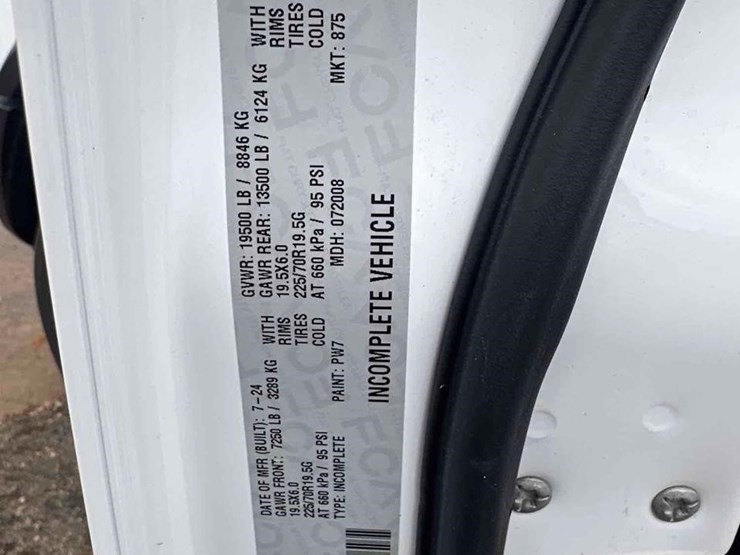 DATE OF MFR (BUILT): 7-24 GVWR: 19500 LB / 8846 KG
GAWR FRONT: 7250 LB / 3289 KG WITH GAWR REAR: 13500 LB / 6124 KG WITH
19.5X6.0 RIMS 19.5X6.0 RIMS
225/70R19.5G TIRES 225/70R19.5G TIRES
AT 660 kPa / 95 PSI COLD AT 660 kPa / 95 PSI COLD
TYPE: INCOMPLETE PAINT: PW7 MDH: 072008 MKT: 875
INCOMPLETE VEHICLE